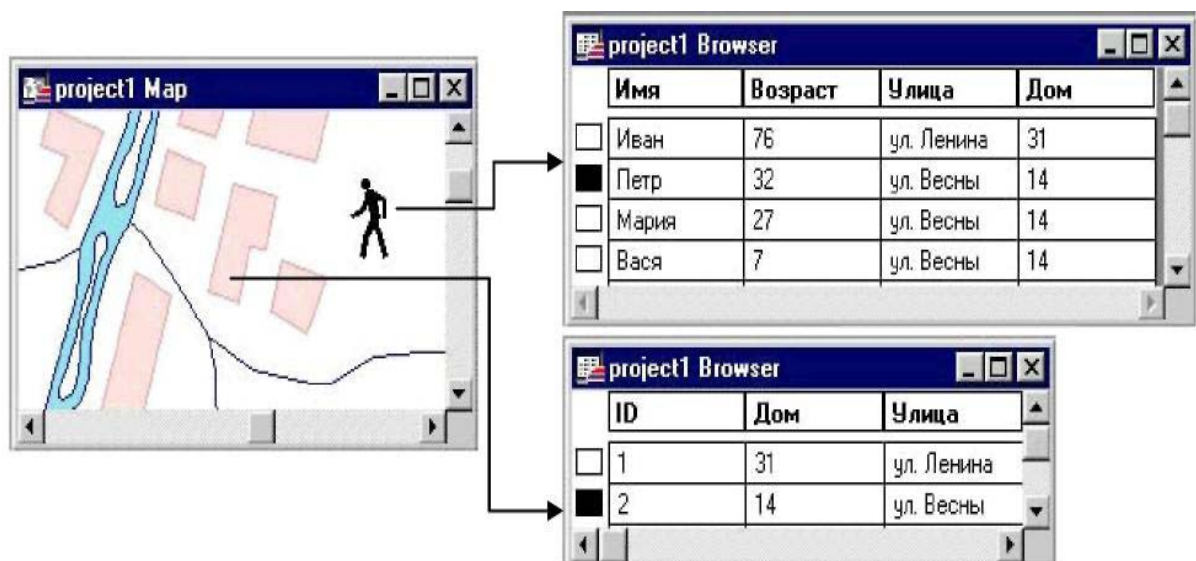 project1 Map
project1 Browser
Имя Возраст Улица Дом
Иван 76 ул. Ленина 31
Петр 32 ул. Весны 14
Мария 27 ул. Весны 14
Вася 7 ул. Весны 14
project1 Browser
ID Дом Улица
1 31 ул. Ленина
2 14 ул. Весны